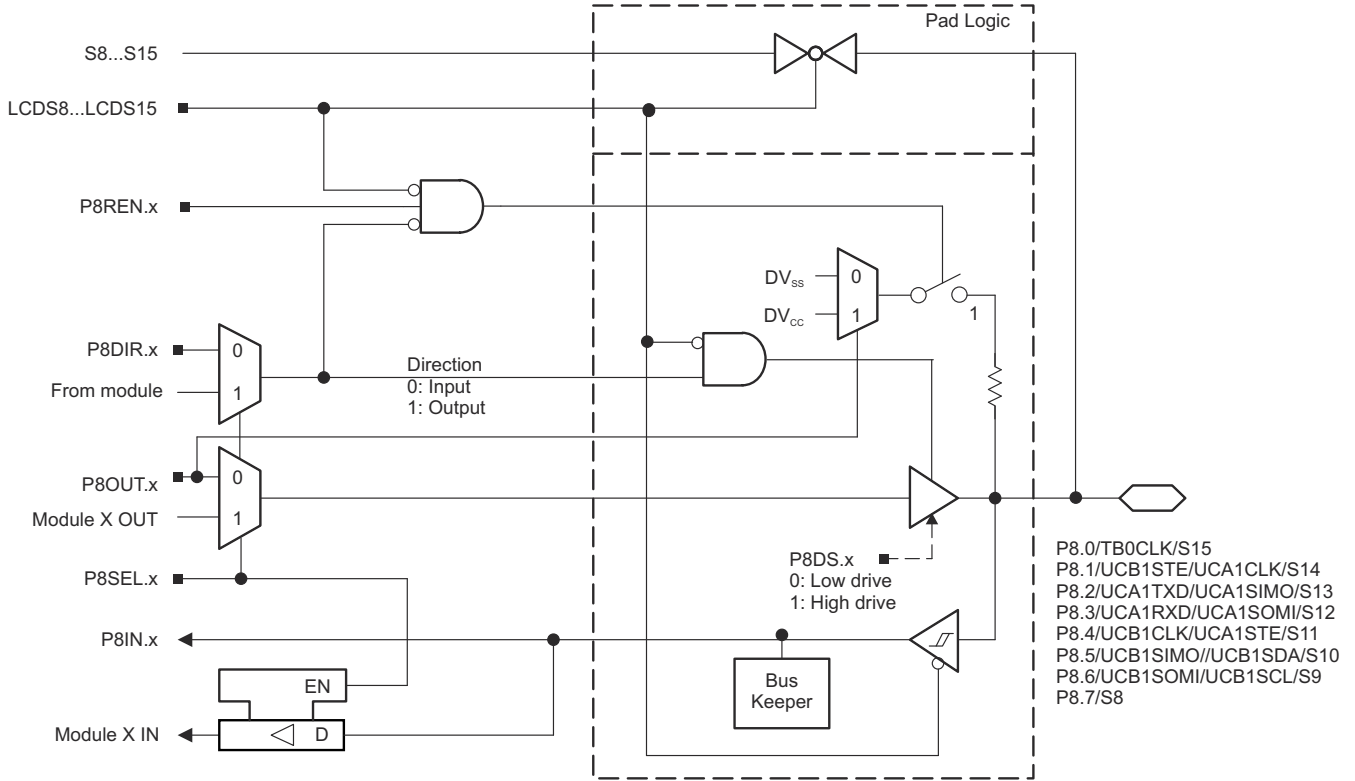 Pad Logic
S8...S15
LCDS8...LCDS15
P8REN.x
DVSS
0
DVCC
1
1
P8DIR.x
0
From module
1
Direction
0: Input
1: Output
P8OUT.x
0
Module X OUT
1
P8DS.x
0: Low drive
1: High drive
P8SEL.x
P8IN.x
EN
Bus
Keeper
Module X IN
D
P8.0/TB0CLK/S15
P8.1/UCB1STE/UCA1CLK/S14
P8.2/UCA1TXD/UCA1SIMO/S13
P8.3/UCA1RXD/UCA1SOMI/S12
P8.4/UCB1CLK/UCA1STE/S11
P8.5/UCB1SIMO//UCB1SDA/S10
P8.6/UCB1SOMI/UCB1SCL/S9
P8.7/S8